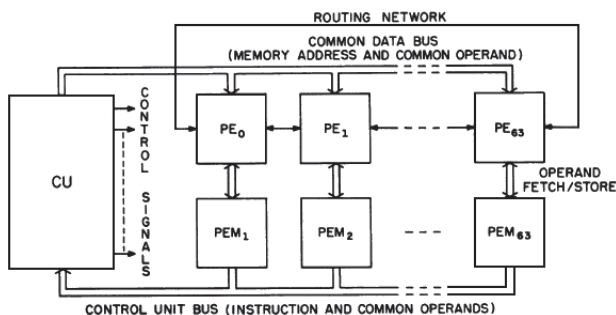 ROUTING NETWORK
COMMON DATA BUS
(MEMORY ADDRESS AND COMMON OPERAND)
CONTROL SIGNALS
CU
PE₀
PE₁
PE₆₃
OPERAND
FETCH/STORE
PEM₁
PEM₂
PEM₆₃
CONTROL UNIT BUS (INSTRUCTION AND COMMON OPERANDS)